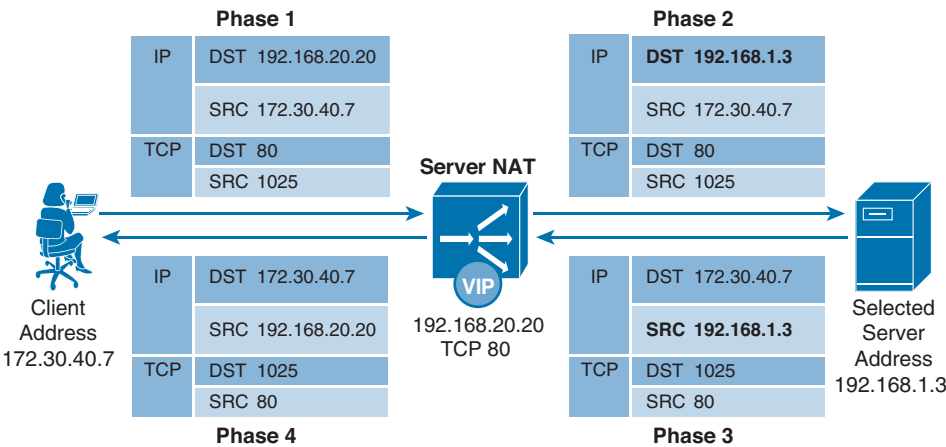 Phase 1
IP DST 192.168.20.20
SRC 172.30.40.7
TCP DST 80
SRC 1025
Phase 2
IP DST 192.168.1.3
SRC 172.30.40.7
TCP DST 80
SRC 1025
Server NAT
VIP
192.168.20.20
TCP 80
Client
Address
172.30.40.7
Selected
Server
Address
192.168.1.3
IP DST 172.30.40.7
SRC 192.168.20.20
TCP DST 1025
SRC 80
Phase 4
IP DST 172.30.40.7
SRC 192.168.1.3
TCP DST 1025
SRC 80
Phase 3